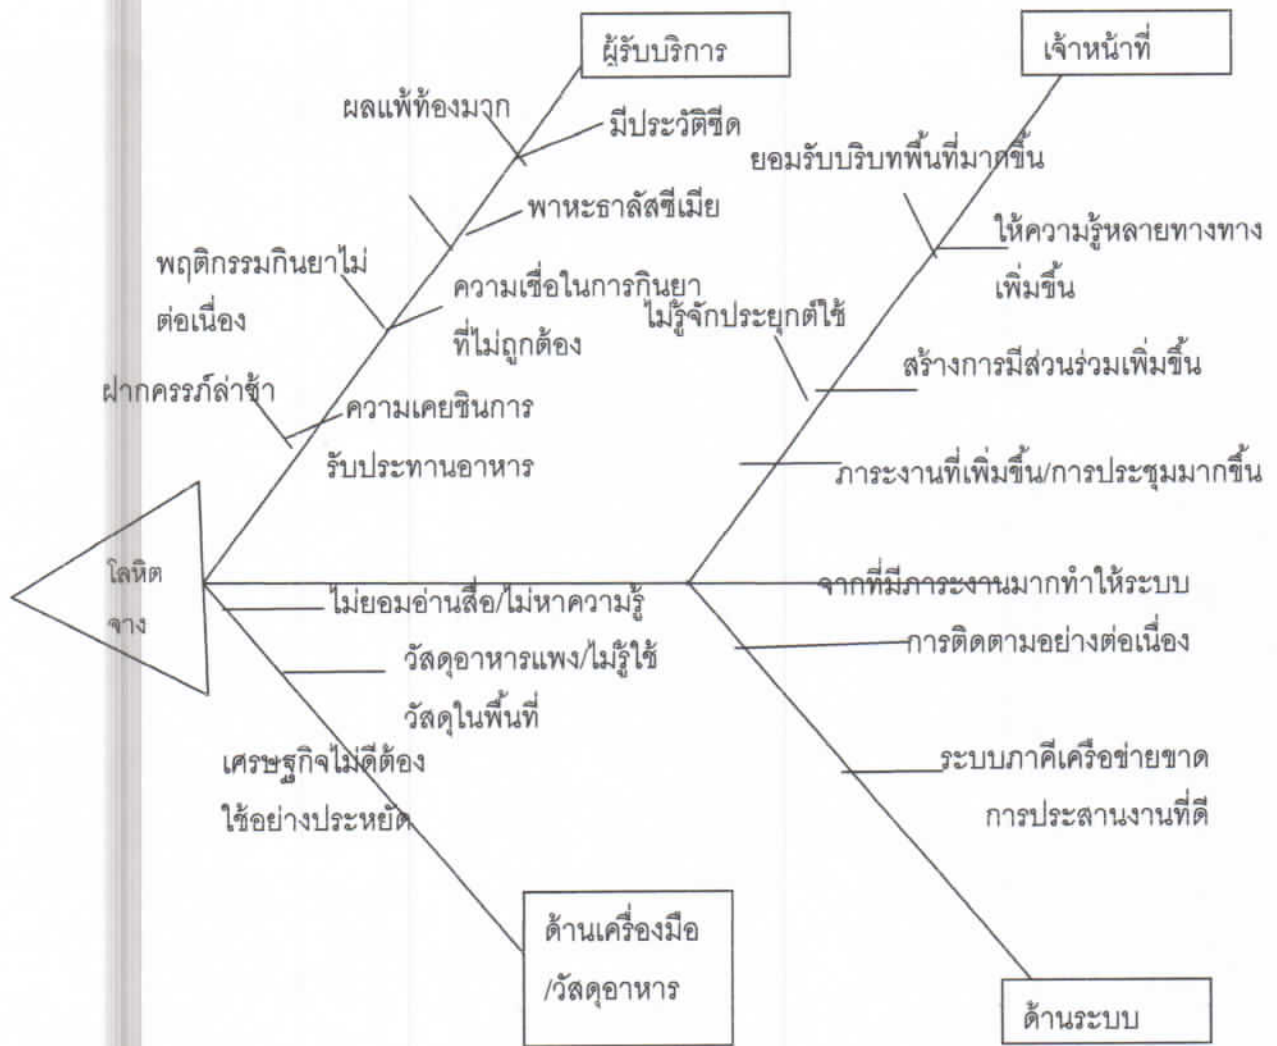 ผู้รับบริการ
เจ้าหน้าที่
ผลแพ้ท้องมาก
มีประวัติซีด
ยอมรับบริบทพื้นที่มากขึ้น
พาหะธาลัสซีเมีย
ให้ความรู้หลายทางทาง
เพิ่มขึ้น
พฤติกรรมกินยาไม่
ต่อเนื่อง
ความเชื่อในการกินยา
ที่ไม่ถูกต้อง
ไม่รู้จักประยุกต์ใช้
สร้างการมีส่วนร่วมเพิ่มขึ้น
ฝากครรภ์ล่าช้า
ความเคยชินการ
รับประทานอาหาร
ภาระงานที่เพิ่มขึ้น/การประชุมมากขึ้น
โลหิต
จาง
ไม่ยอมอ่านสื่อ/ไม่หาความรู้
จากที่มีภาระงานมากทำให้ระบบ
การติดตามอย่างต่อเนื่อง
วัสดุอาหารแพง/ไม่รู้ใช้
วัสดุในพื้นที่
เศรษฐกิจไม่ดีต้อง
ใช้อย่างประหยัด
ระบบภาคีเครือข่ายขาด
การประสานงานที่ดี
ด้านเครื่องมือ
/วัสดุอาหาร
ด้านระบบ